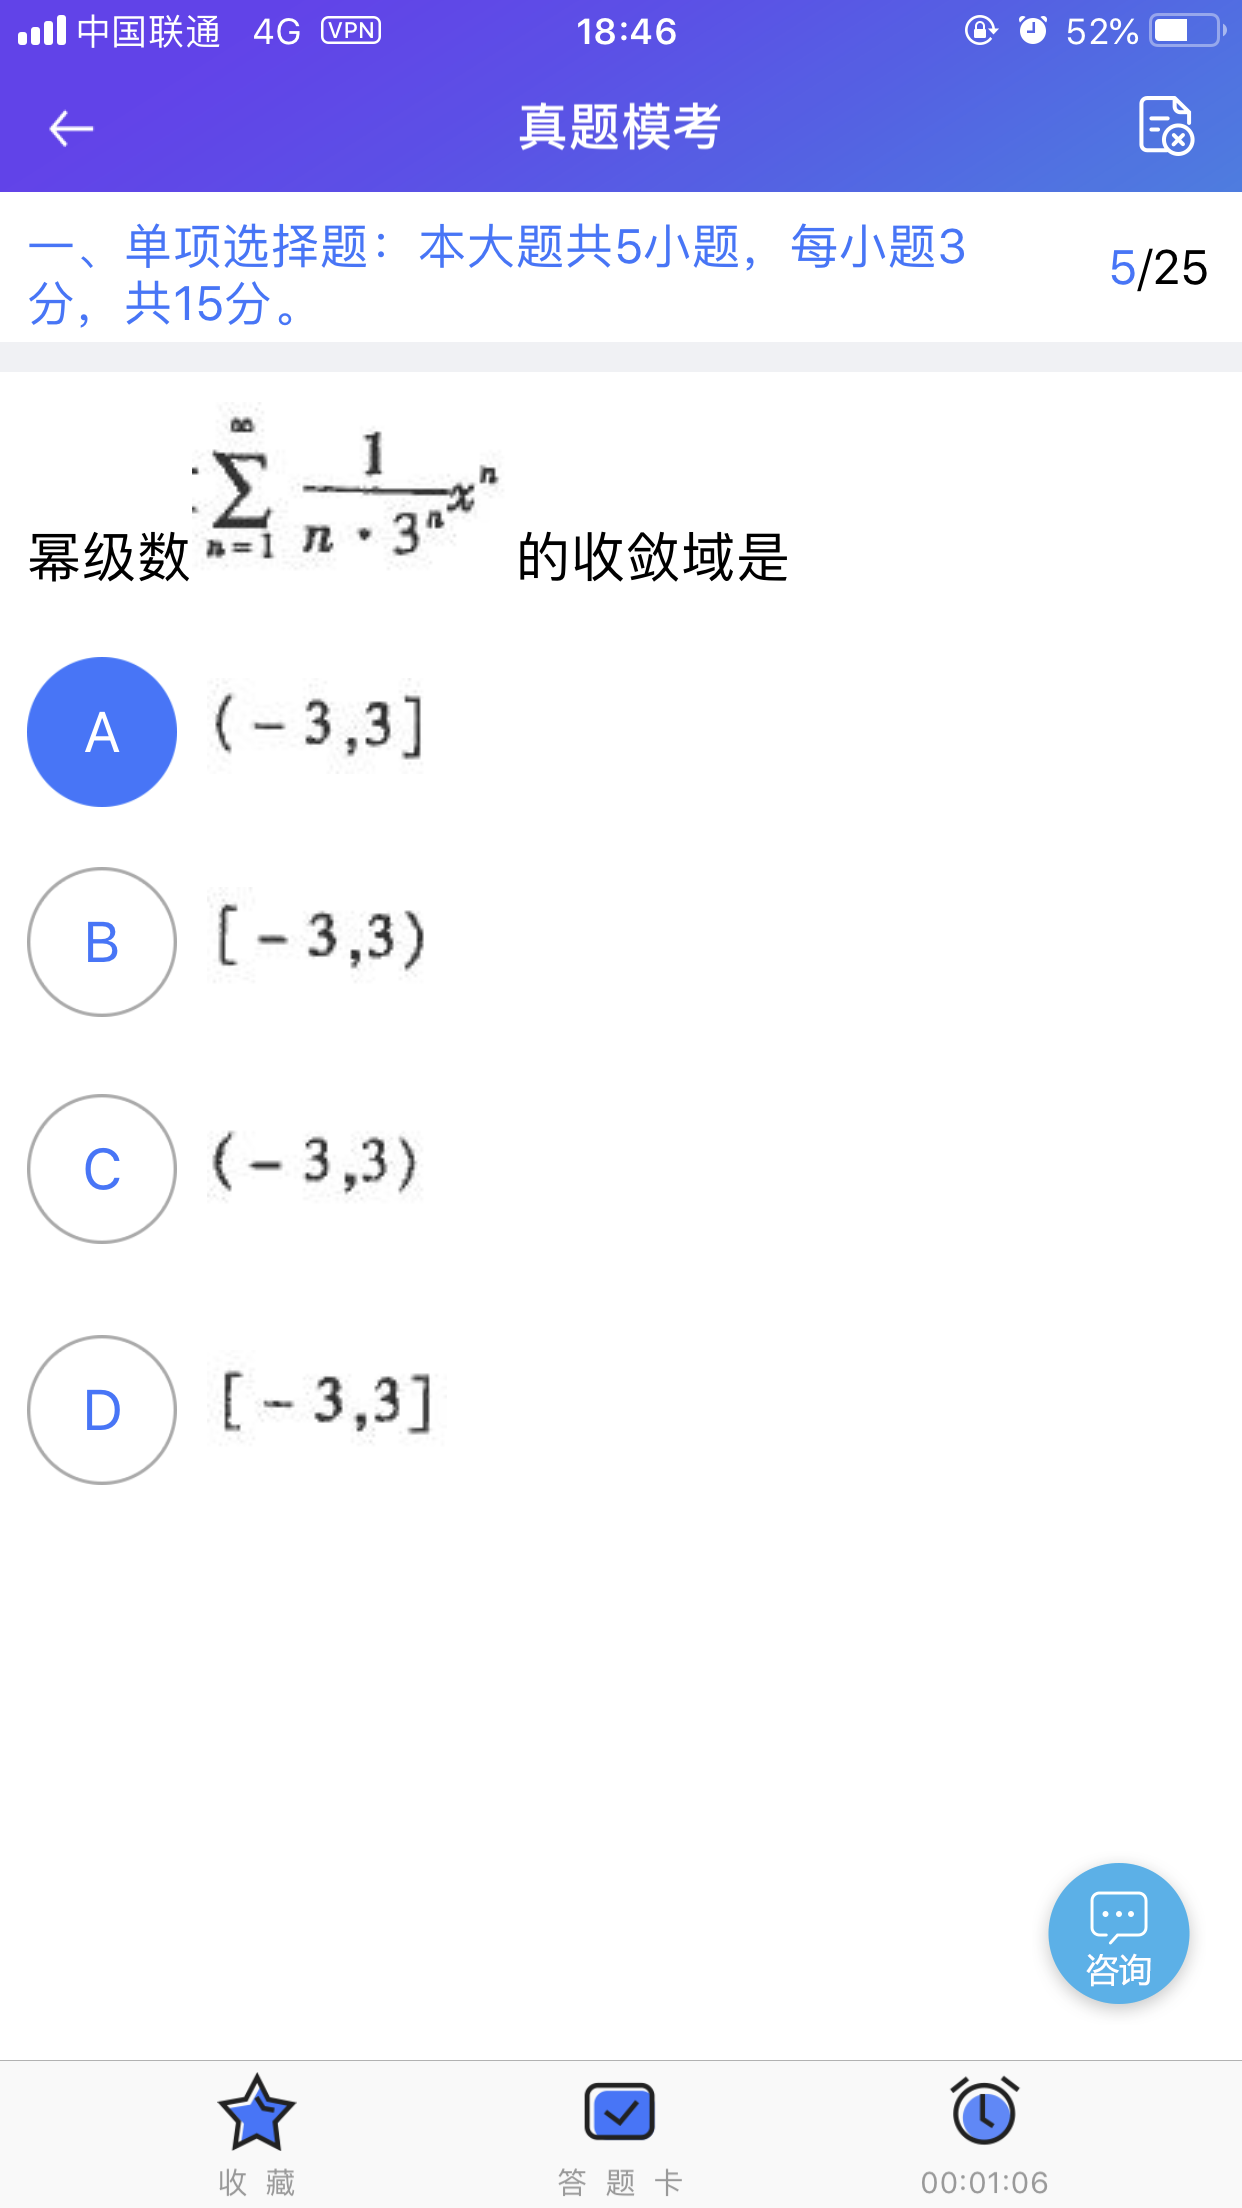 中国联通 4G VPN 18:46 52%
真题模考
一、单项选择题：本大题共5小题，每小题3
分，共15分。
5/25
幂级数 ∑_{n=1}^{∞} \frac{1}{n·3^n}x^n 的收敛域是
A (-3,3]
B [-3,3)
C (-3,3)
D [-3,3]
咨询
收藏 答题卡 00:01:06